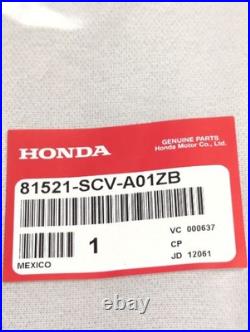 HONDA
GENUINE PARTS
Honda Motor Co., Ltd.
81521-SCV-A01ZB
1
VC 000637
CP
JD 12061
MEXICO